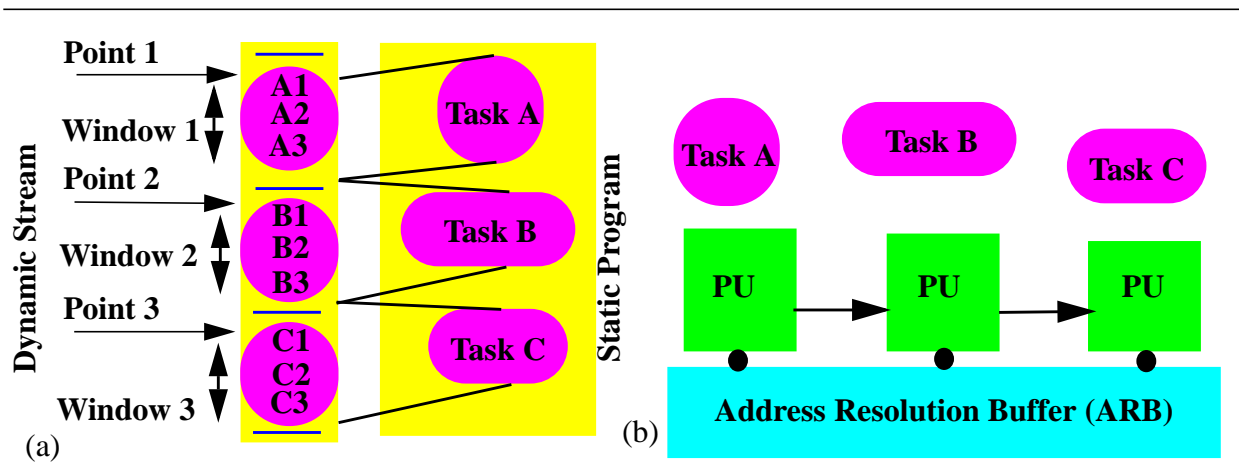 Point 1
Window 1
Point 2
Window 2
Point 3
Window 3
Dynamic Stream
A1
A2
A3
B1
B2
B3
C1
C2
C3
Task A
Task B
Task C
Static Program
(a)
Task A
Task B
Task C
PU
PU
PU
Address Resolution Buffer (ARB)
(b)